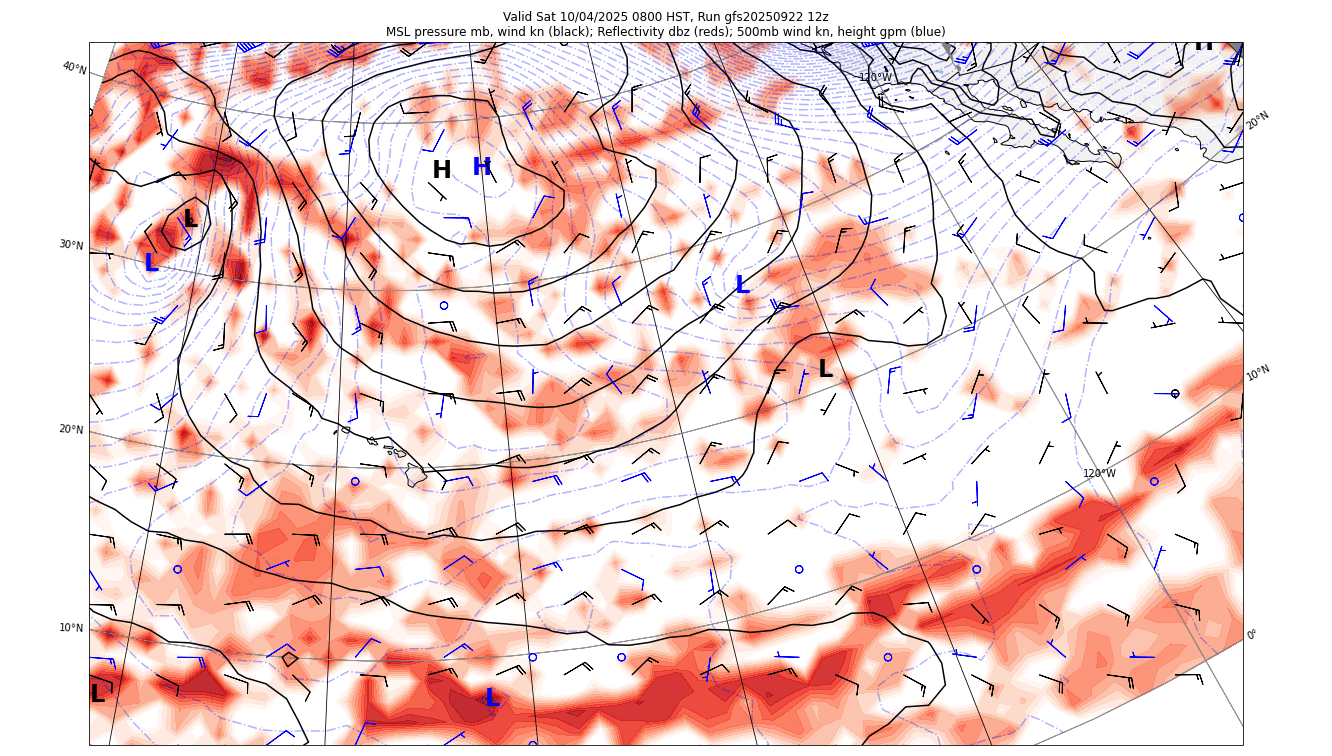 Valid Sat 10/04/2025 0800 HST, Run gfs20250922 12z
MSL pressure mb, wind kn (black); Reflectivity dbz (reds); 500mb wind kn, height gpm (blue)
H
40°N
120°W
20°N
H H
L
30°N
L
L
L
10°N
20°N
120°W
10°N
0°
L
L